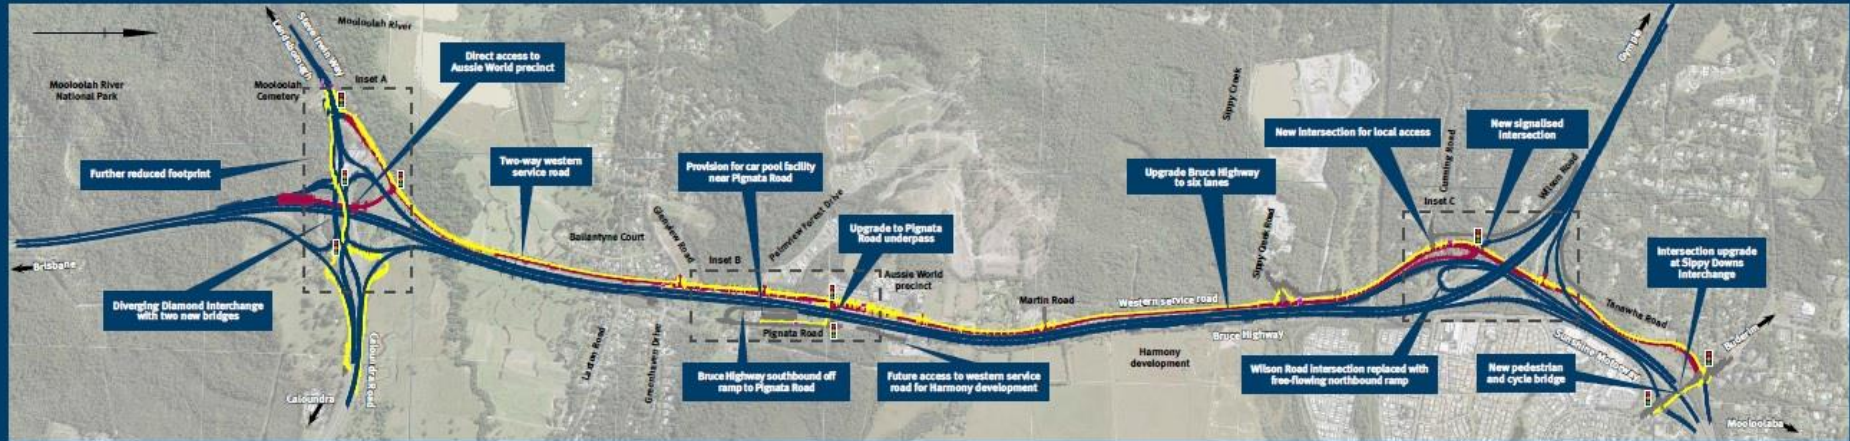 Mooloolah River
National Park
Landsborough
Steve Irwin Way
Mooloolah River
Direct access to
Aussie World precinct
Mooloolah
Cemetery
Inset A
Further reduced footprint
Two-way western
service road
Brisbane
Diverging Diamond Interchange
with two new bridges
Caloundra
Caloundra Road
Ballantyne Court
Glenview Road
Provision for car pool facility
near Pignata Road
Palmview Forest Drive
Inset B
Upgrade to Pignata
Road underpass
Aussie World
precinct
Laxton Road
Greenhaven Drive
Pignata Road
Bruce Highway southbound off
ramp to Pignata Road
Future access to western service
road for Harmony development
Martin Road
Western service road
Harmony
development
Bruce Highway
Sippy Creek
Upgrade Bruce Highway
to six lanes
Sippy Creek Road
New intersection for local access
Cunning Road
Inset C
New signalised
intersection
Wilson Road
Gympie
Wilson Road intersection replaced with
free-flowing northbound ramp
Sunshine Motorway
New pedestrian
and cycle bridge
Tanawha Road
Intersection upgrade
at Sippy Downs
Interchange
Buderim
Mooloolaba